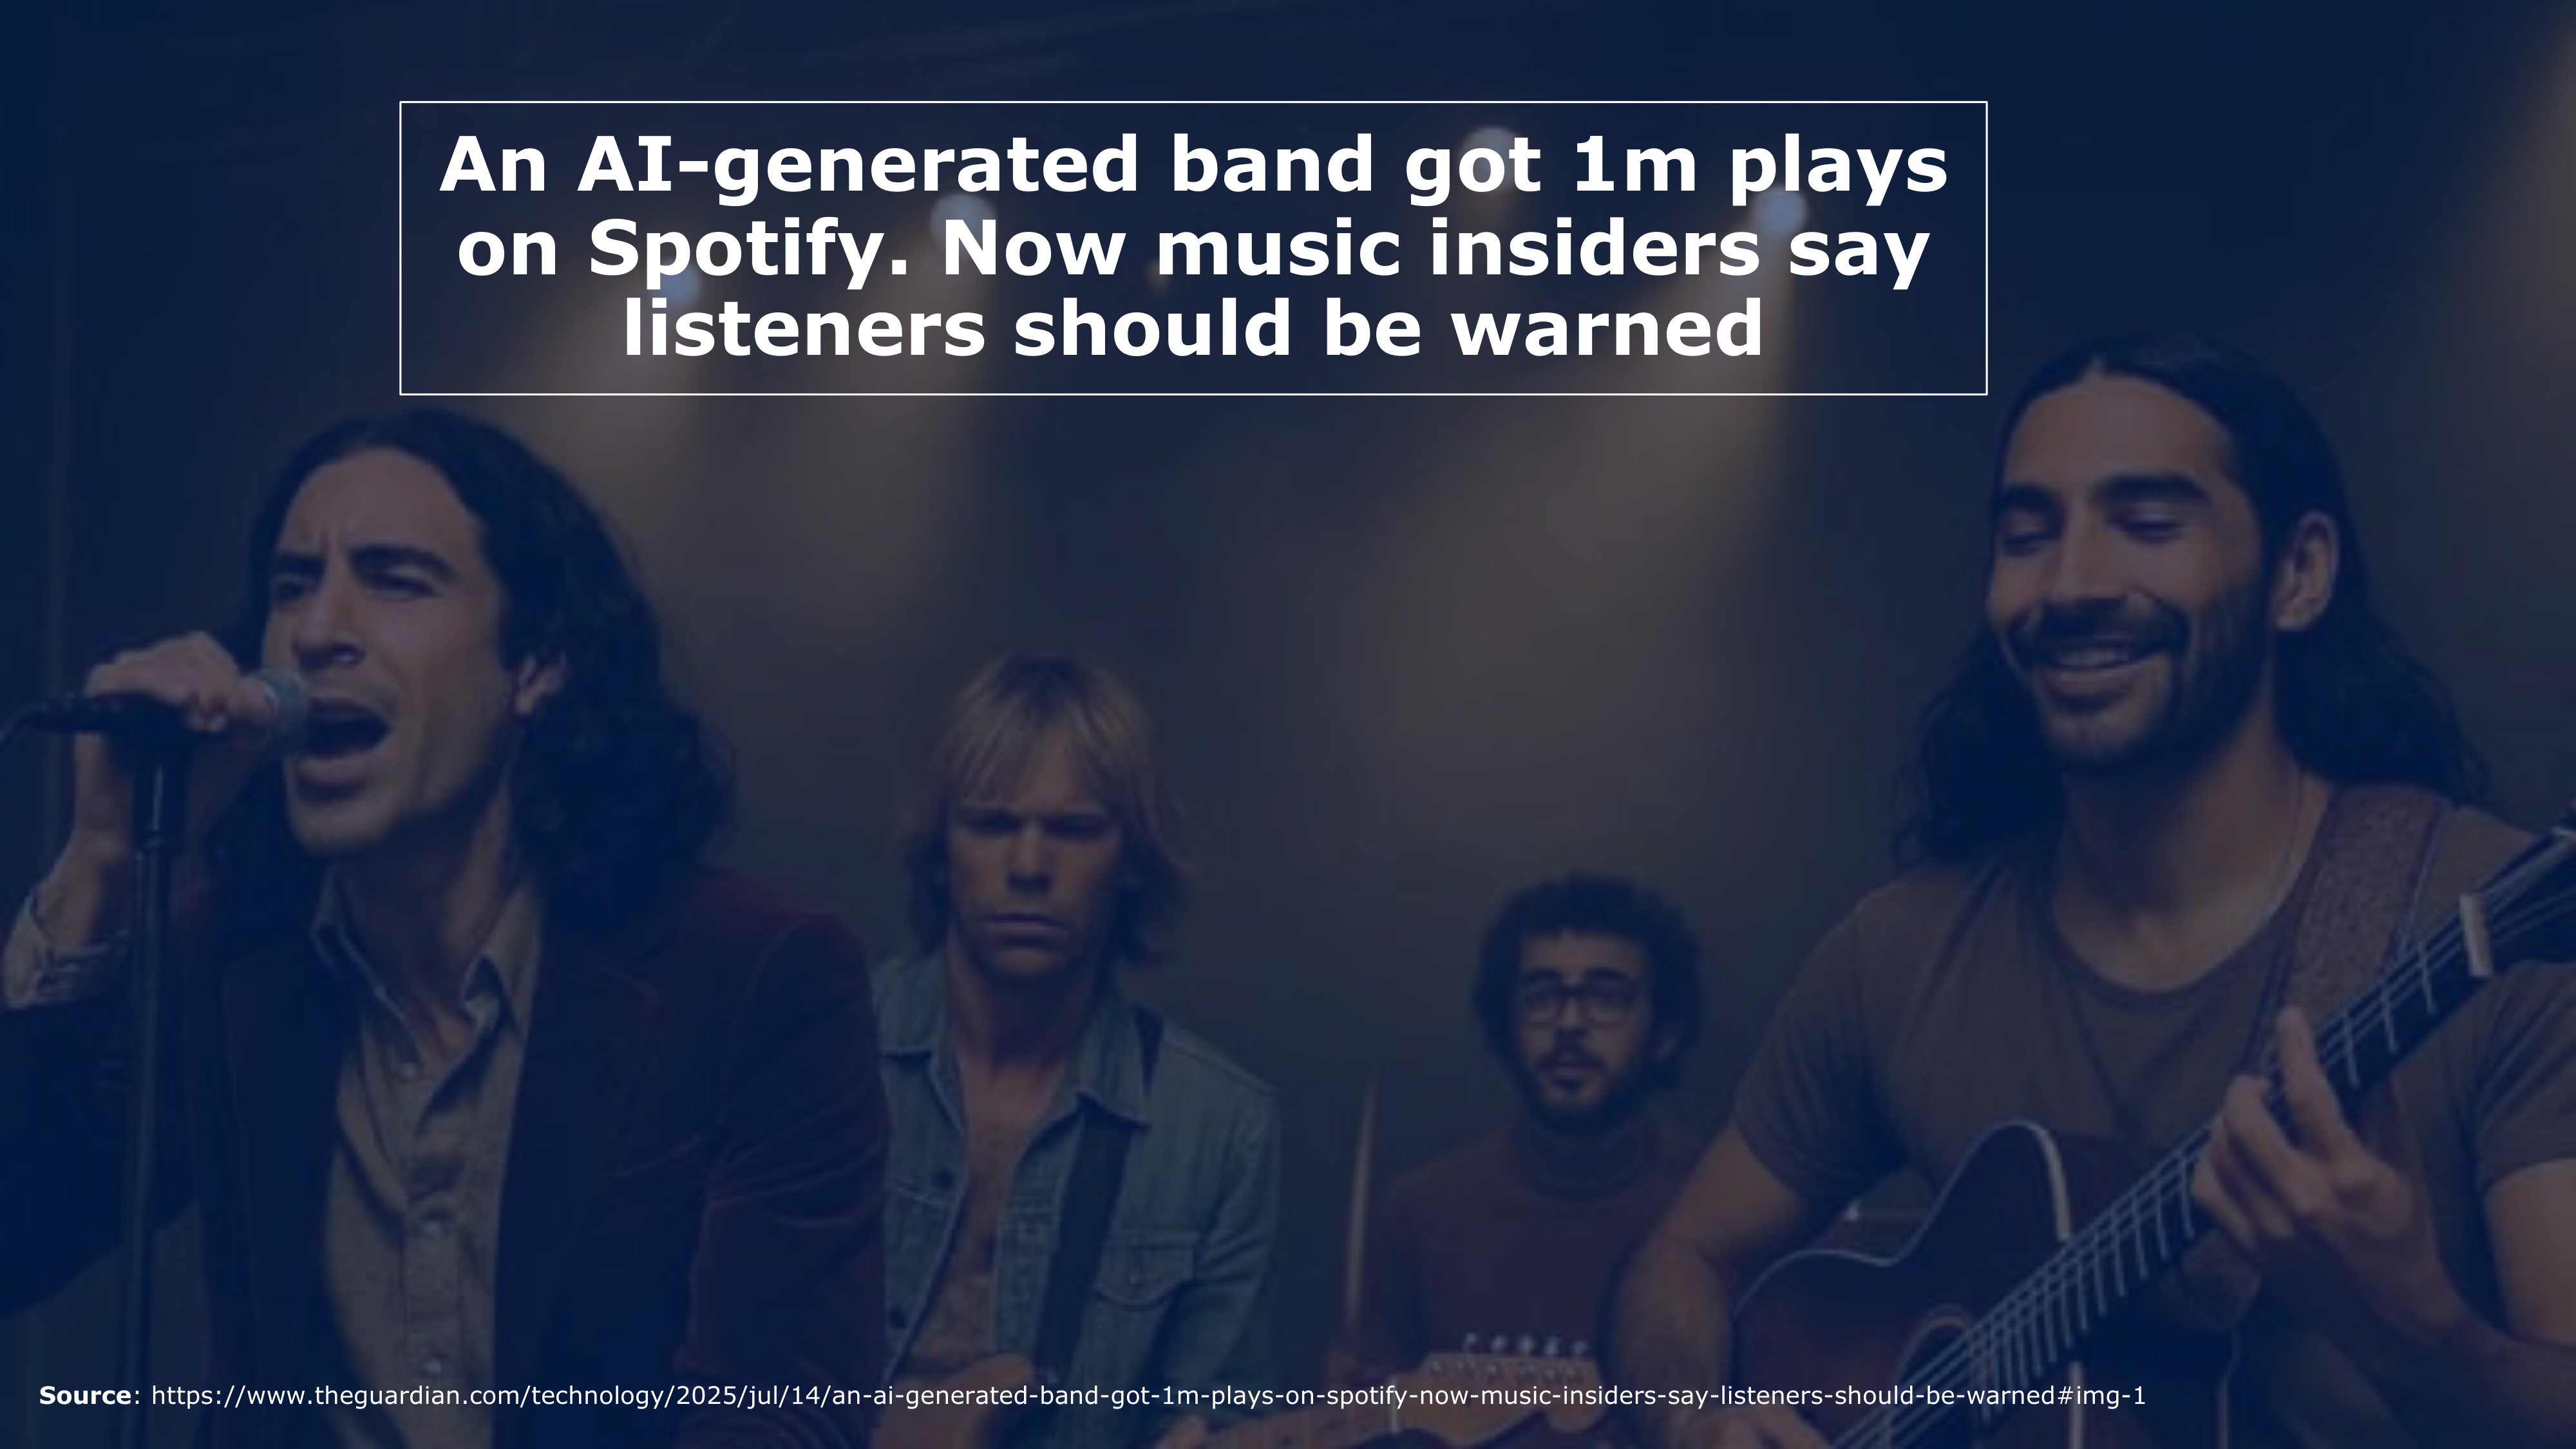 An AI-generated band got 1m plays
on Spotify. Now music insiders say
listeners should be warned
Source: https://www.theguardian.com/technology/2025/jul/14/an-ai-generated-band-got-1m-plays-on-spotify-now-music-insiders-say-listeners-should-be-warned#img-1